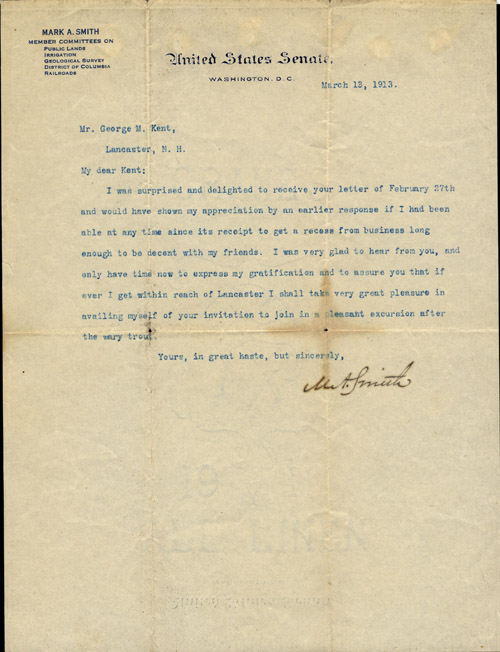 MARK A. SMITH
MEMBER COMMITTEES ON
PUBLIC LANDS
IRRIGATION
GEOLOGICAL SURVEY
DISTRICT OF COLUMBIA
RAILROADS
United States Senate,
WASHINGTON, D.C.
March 13, 1913.
Mr. George M. Kent,
Lancaster, N. H.
My dear Kent:
I was surprised and delighted to receive your letter of February 27th
and would have shown my appreciation by an earlier response if I had been
able at any time since its receipt to get a recess from business long
enough to be decent with my friends. I was very glad to hear from you, and
only have time now to express my gratification and to assure you that if
ever I get within reach of Lancaster I shall take very great pleasure in
availing myself of your invitation to join in a pleasant excursion after
the wary trout.
Yours, in great haste, but sincerely,
M. A. Smith